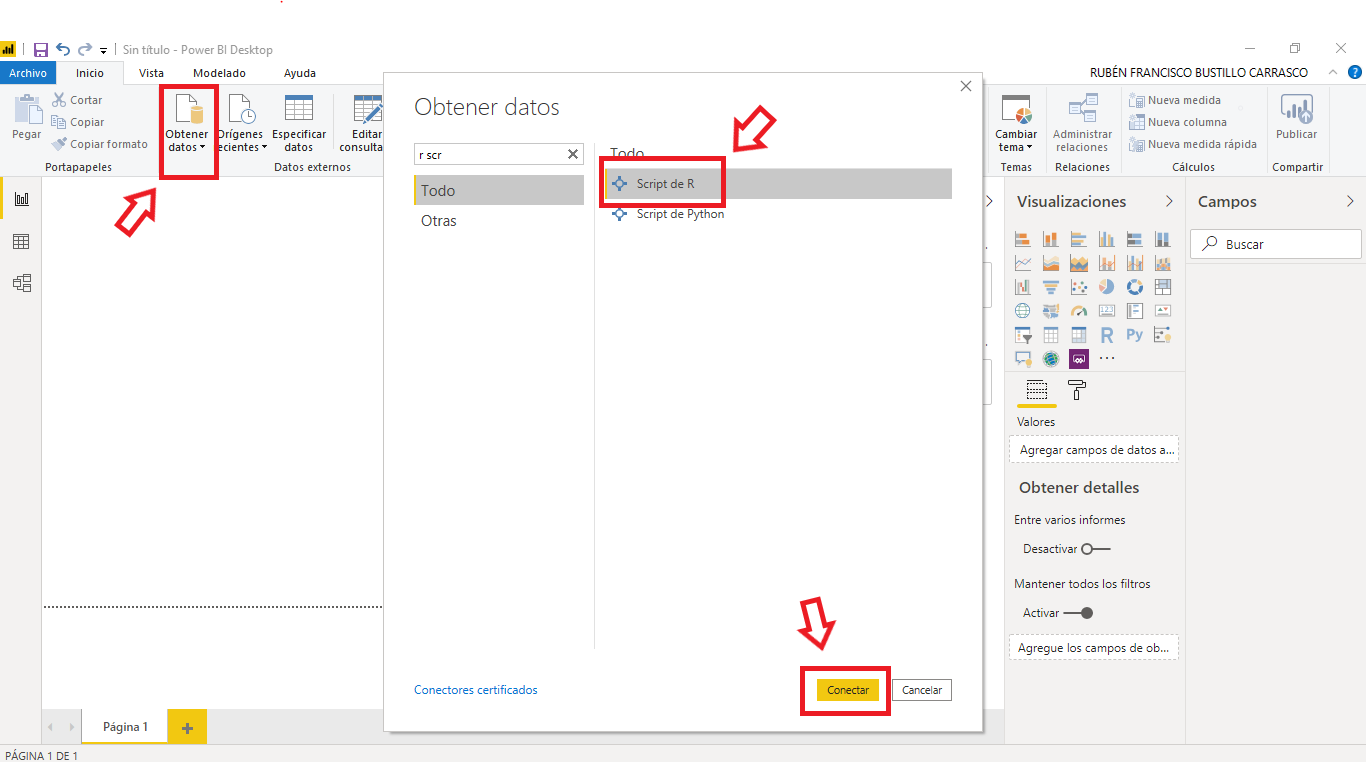 Sin título - Power BI Desktop
Archivo
Inicio
Vista
Modelado
Ayuda
RUBÉN FRANCISCO BUSTILLO CARRASCO
?
Pegar
Cortar
Copiar
Copiar formato
Portapapeles
Obtener
datos
Orígenes
ecientes
Especificar
datos
Editar
consulta
Datos externos
Cambiar
tema
Temas
Administrar
relaciones
Relaciones
Nueva medida
Nueva columna
Nueva medida rápida
Cálculos
Publicar
Compartir
Obtener datos
r scr
Todo
Otras
Todo
Script de R
Script de Python
Conectores certificados
Conectar
Cancelar
Visualizaciones
123
R
Py
Valores
Agregar campos de datos a...
Obtener detalles
Entre varios informes
Desactivar
Mantener todos los filtros
Activar
Agregue los campos de ob...
Campos
Buscar
Página 1
PÁGINA 1 DE 1